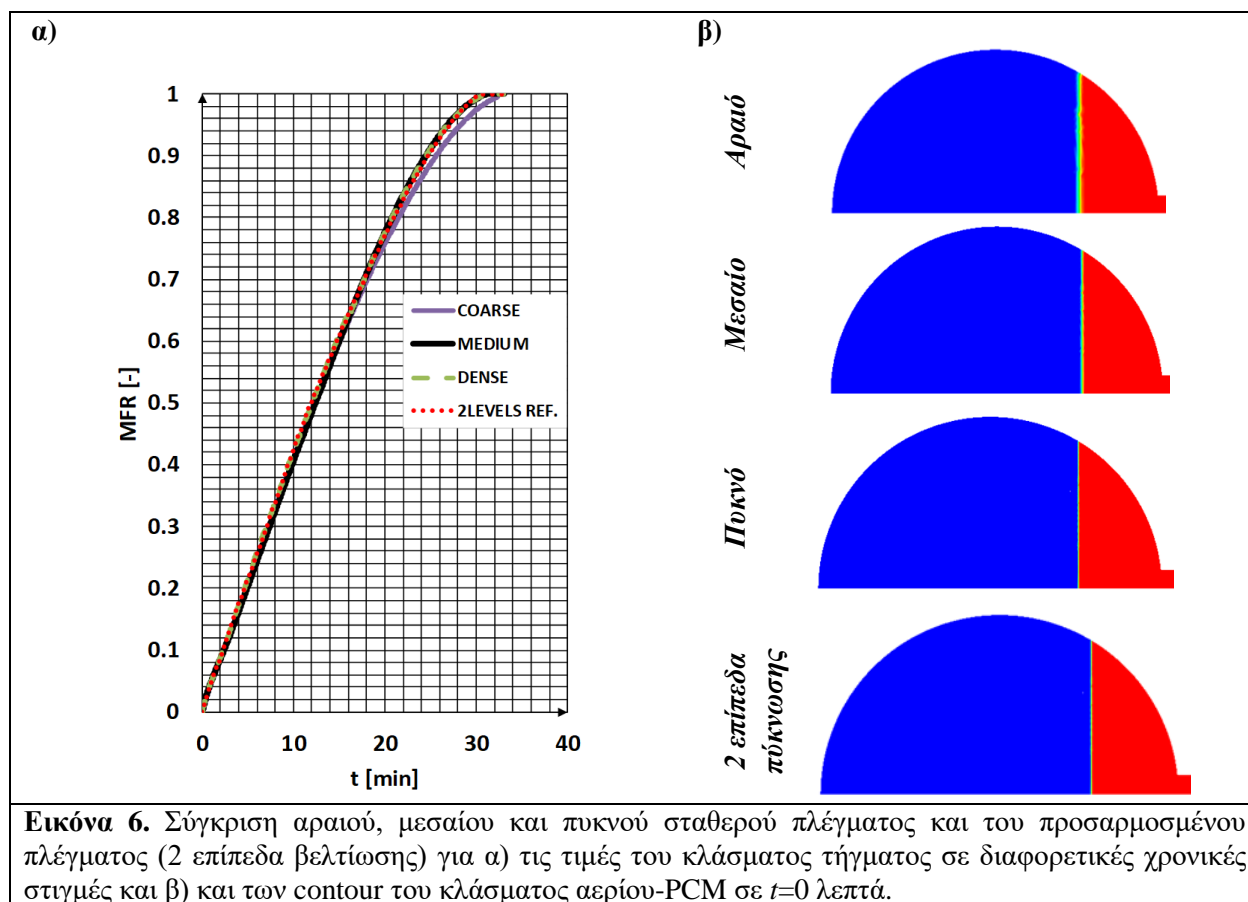 α)
β)
1
0.9
0.8
0.7
0.6
0.5
0.4
0.3
0.2
0.1
0
MFR [-]
COARSE
MEDIUM
DENSE
2LEVELS REF.
0 10 20 30 40
t [min]
Αραιό
Μεσαίο
Πυκνό
2 επίπεδα
πύκνωσης
Εικόνα 6. Σύγκριση αραιού, μεσαίου και πυκνού σταθερού πλέγματος και του προσαρμοσμένου
πλέγματος (2 επίπεδα βελτίωσης) για α) τις τιμές του κλάσματος τήγματος σε διαφορετικές χρονικές
στιγμές και β) και των contour του κλάσματος αερίου-PCM σε t=0 λεπτά.